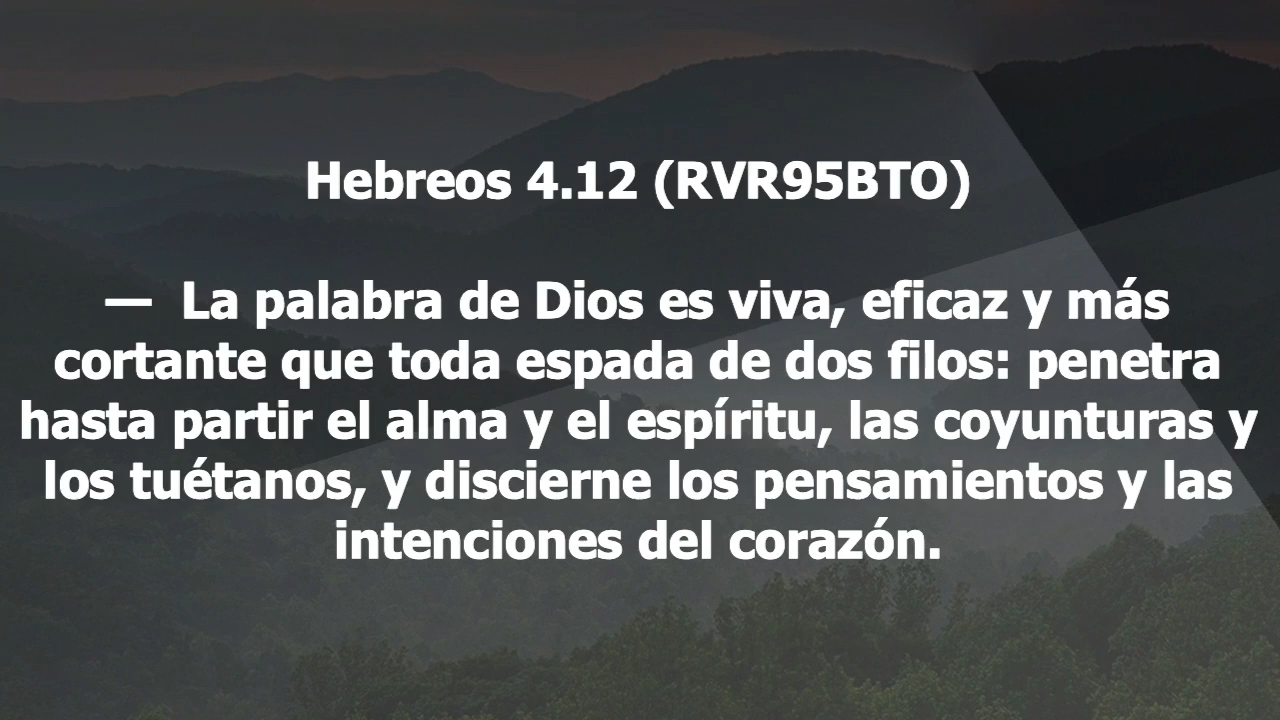 Hebreos 4.12 (RVR95BTO)
— La palabra de Dios es viva, eficaz y más
cortante que toda espada de dos filos: penetra
hasta partir el alma y el espíritu, las coyunturas y
los tuétanos, y discierne los pensamientos y las
intenciones del corazón.